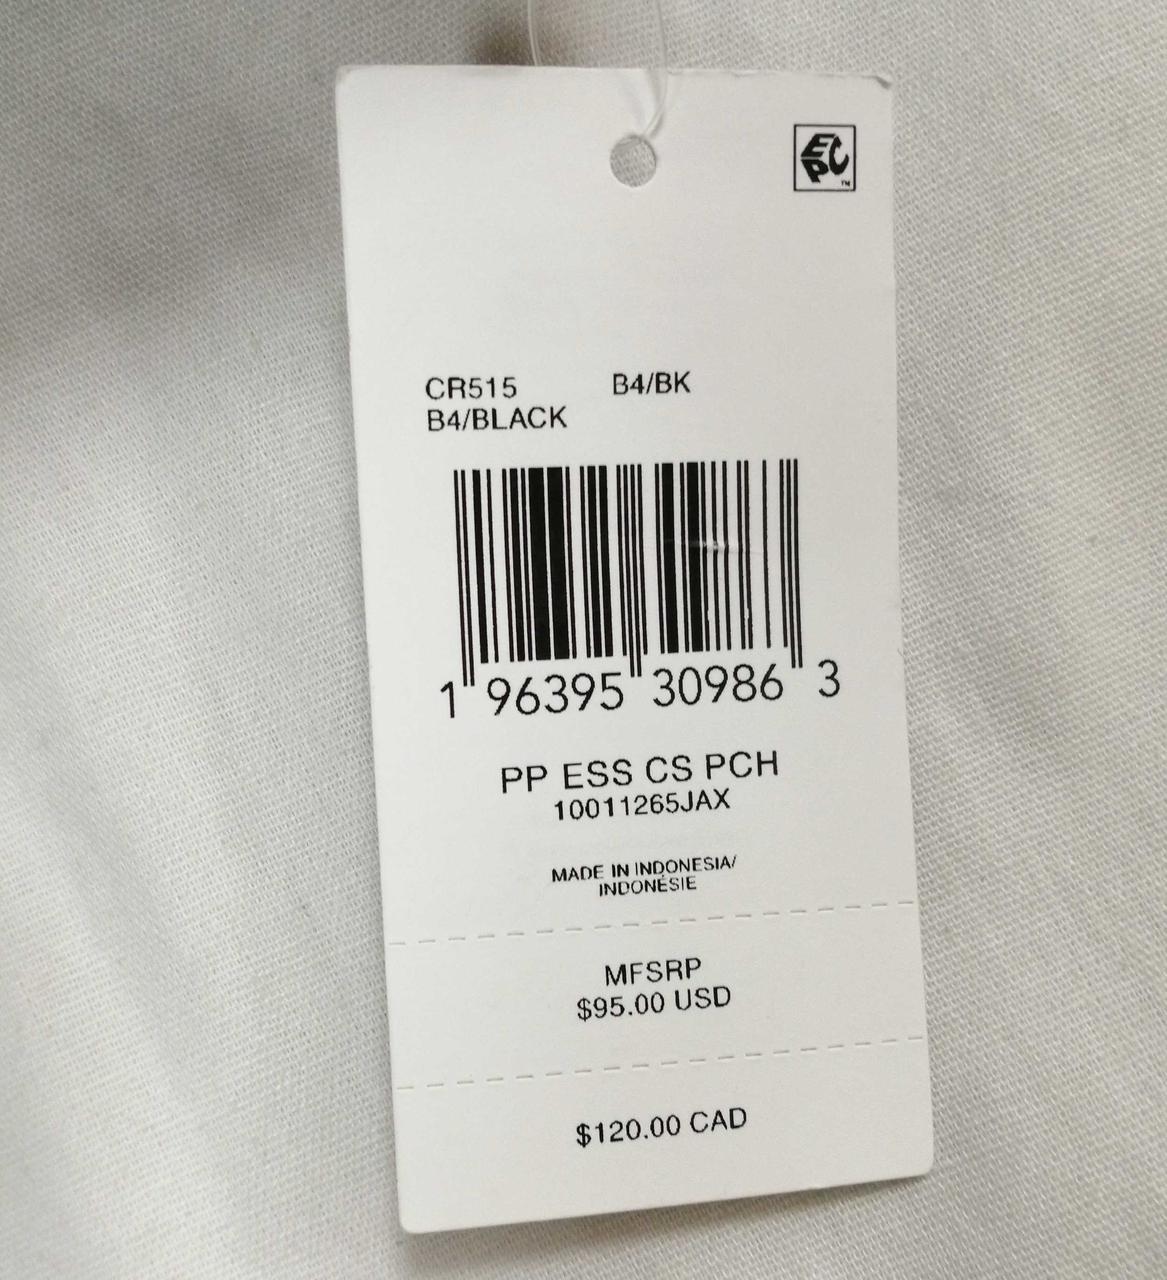 EPC™
CR515 B4/BK
B4/BLACK
1 96395 30986 3
PP ESS CS PCH
10011265JAX
MADE IN INDONESIA/
INDONÉSIE
MFSRP
$95.00 USD
$120.00 CAD